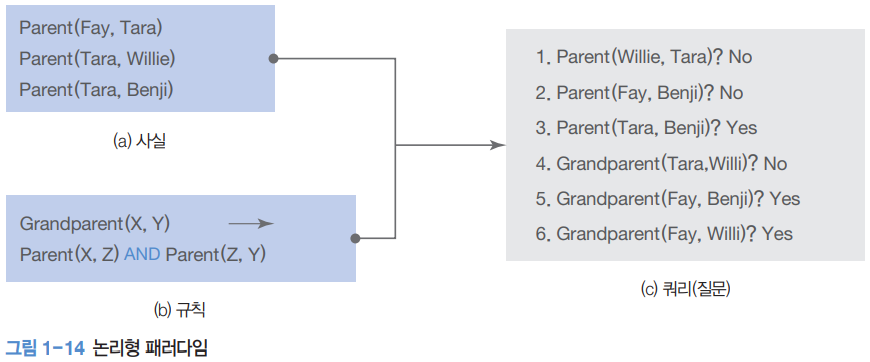 Parent(Fay, Tara)
Parent(Tara, Willie)
Parent(Tara, Benji)
(a) 사실
Grandparent(X, Y)
Parent(X, Z) AND Parent(Z, Y)
(b) 규칙
1. Parent(Willie, Tara)? No
2. Parent(Fay, Benji)? No
3. Parent(Tara, Benji)? Yes
4. Grandparent(Tara,Willi)? No
5. Grandparent(Fay, Benji)? Yes
6. Grandparent(Fay, Willi)? Yes
(c) 쿼리(질문)
그림 1-14 논리형 패러다임